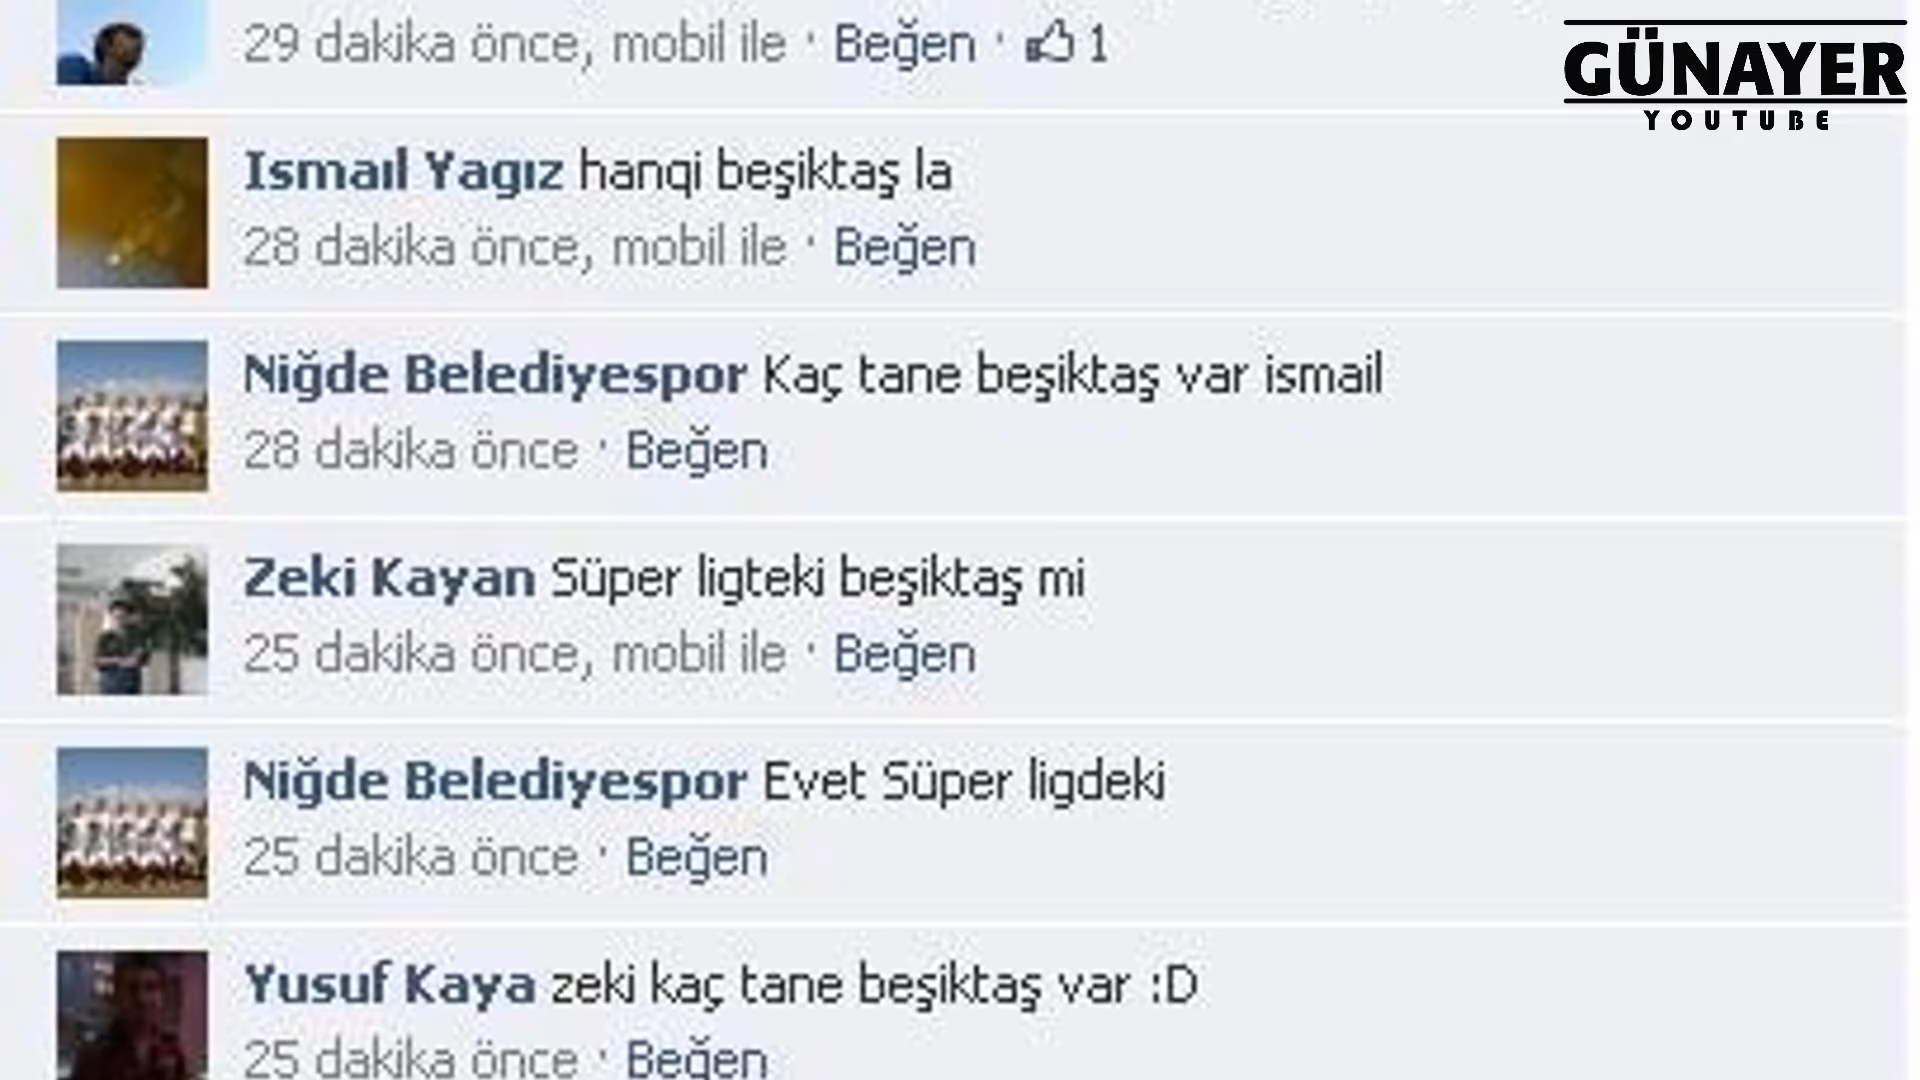 29 dakika önce, mobil ile · Beğen · 1
GÜNAYER
YOUTUBE
Ismaıl Yagız hanqi beşiktaş la
28 dakika önce, mobil ile · Beğen
Niğde Belediyespor Kaç tane beşiktaş var ismail
28 dakika önce · Beğen
Zeki Kayan Süper ligteki beşiktaş mi
25 dakika önce, mobil ile · Beğen
Niğde Belediyespor Evet Süper ligdeki
25 dakika önce · Beğen
Yusuf Kaya zeki kaç tane beşiktaş var :D
25 dakika önce · Beğen